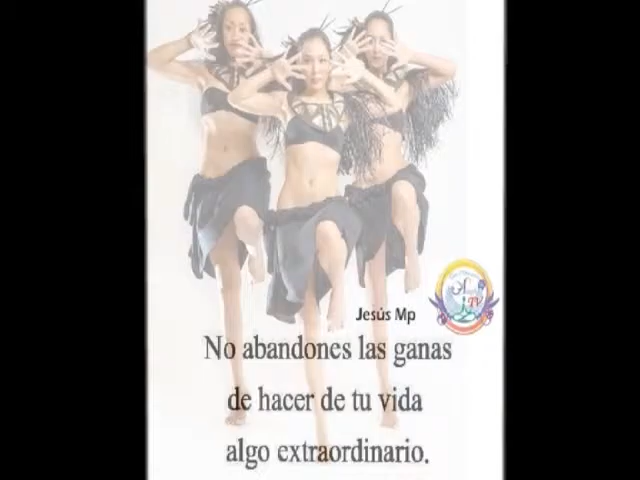 Jesús Mp
No abandones las ganas
de hacer de tu vida
algo extraordinario.